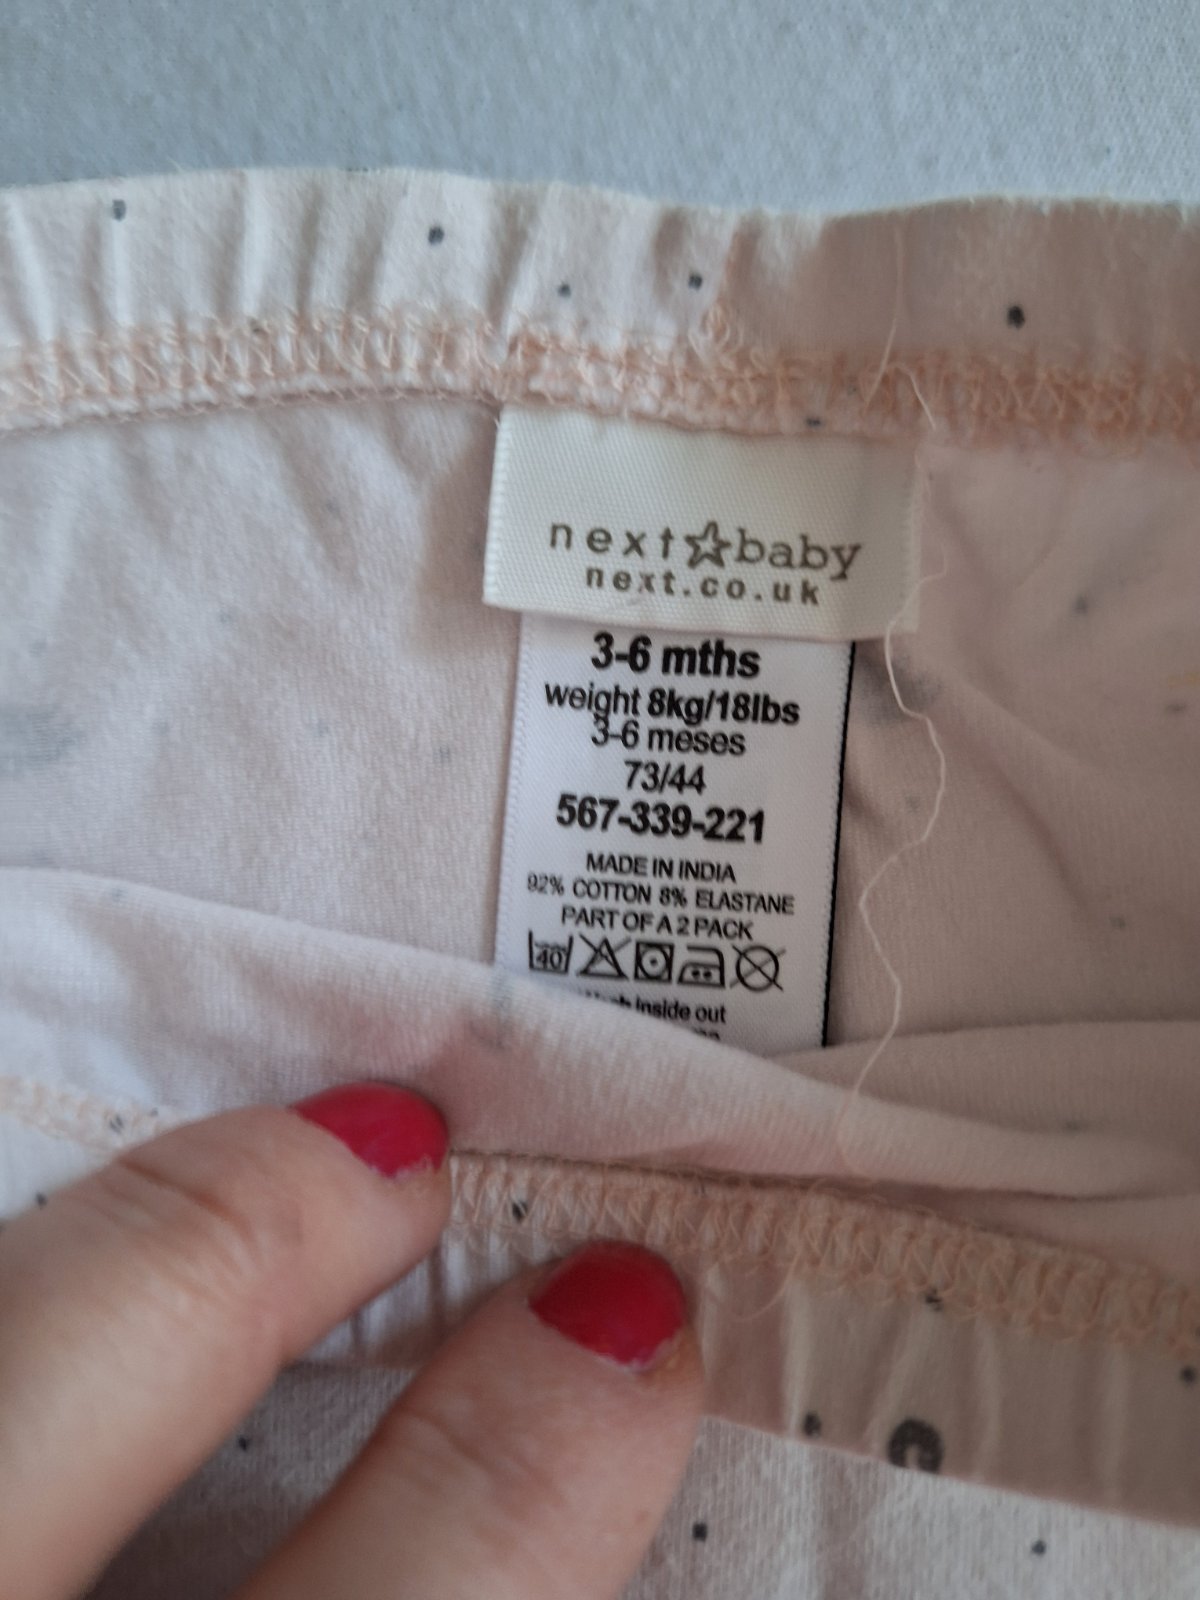 next☆baby
next.co.uk
3-6 mths
weight 8kg/18lbs
3-6 meses
73/44
567-339-221
MADE IN INDIA
92% COTTON 8% ELASTANE
PART OF A 2 PACK
40
inside out